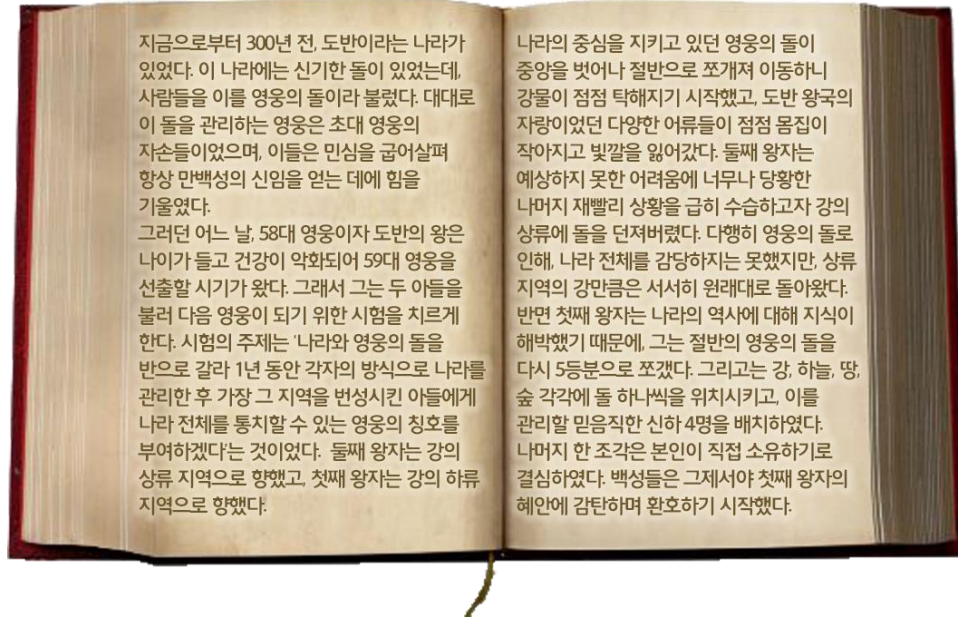 지금으로부터 300년 전, 도반이라는 나라가
있었다. 이 나라에는 신기한 돌이 있었는데,
사람들을 이를 영웅의 돌이라 불렀다. 대대로
이 돌을 관리하는 영웅은 초대 영웅의
자손들이었으며, 이들은 민심을 굽어살펴
항상 만백성의 신임을 얻는 데에 힘을
기울였다.
그러던 어느 날, 58대 영웅이자 도반의 왕은
나이가 들고 건강이 악화되어 59대 영웅을
선출할 시기가 왔다. 그래서 그는 두 아들을
불러 다음 영웅이 되기 위한 시험을 치르게
한다. 시험의 주제는 '나라와 영웅의 돌을
반으로 갈라 1년 동안 각자의 방식으로 나라를
관리한 후 가장 그 지역을 번성시킨 아들에게
나라 전체를 통치할 수 있는 영웅의 칭호를
부여하겠다'는 것이었다. 둘째 왕자는 강의
상류 지역으로 향했고, 첫째 왕자는 강의 하류
지역으로 향했다.
나라의 중심을 지키고 있던 영웅의 돌이
중앙을 벗어나 절반으로 쪼개져 이동하니
강물이 점점 탁해지기 시작했고, 도반 왕국의
자랑이었던 다양한 어류들이 점점 몸집이
작아지고 빛깔을 잃어갔다. 둘째 왕자는
예상하지 못한 어려움에 너무나 당황한
나머지 재빨리 상황을 급히 수습하고자 강의
상류에 돌을 던져버렸다. 다행히 영웅의 돌로
인해, 나라 전체를 감당하지는 못했지만, 상류
지역의 강만큼은 서서히 원래대로 돌아왔다.
반면 첫째 왕자는 나라의 역사에 대해 지식이
해박했기 때문에, 그는 절반의 영웅의 돌을
다시 5등분으로 쪼갰다. 그리고는 강, 하늘, 땅,
숲 각각에 돌 하나씩을 위치시키고, 이를
관리할 믿음직한 신하 4명을 배치하였다.
나머지 한 조각은 본인이 직접 소유하기로
결심하였다. 백성들은 그제서야 첫째 왕자의
혜안에 감탄하며 환호하기 시작했다.